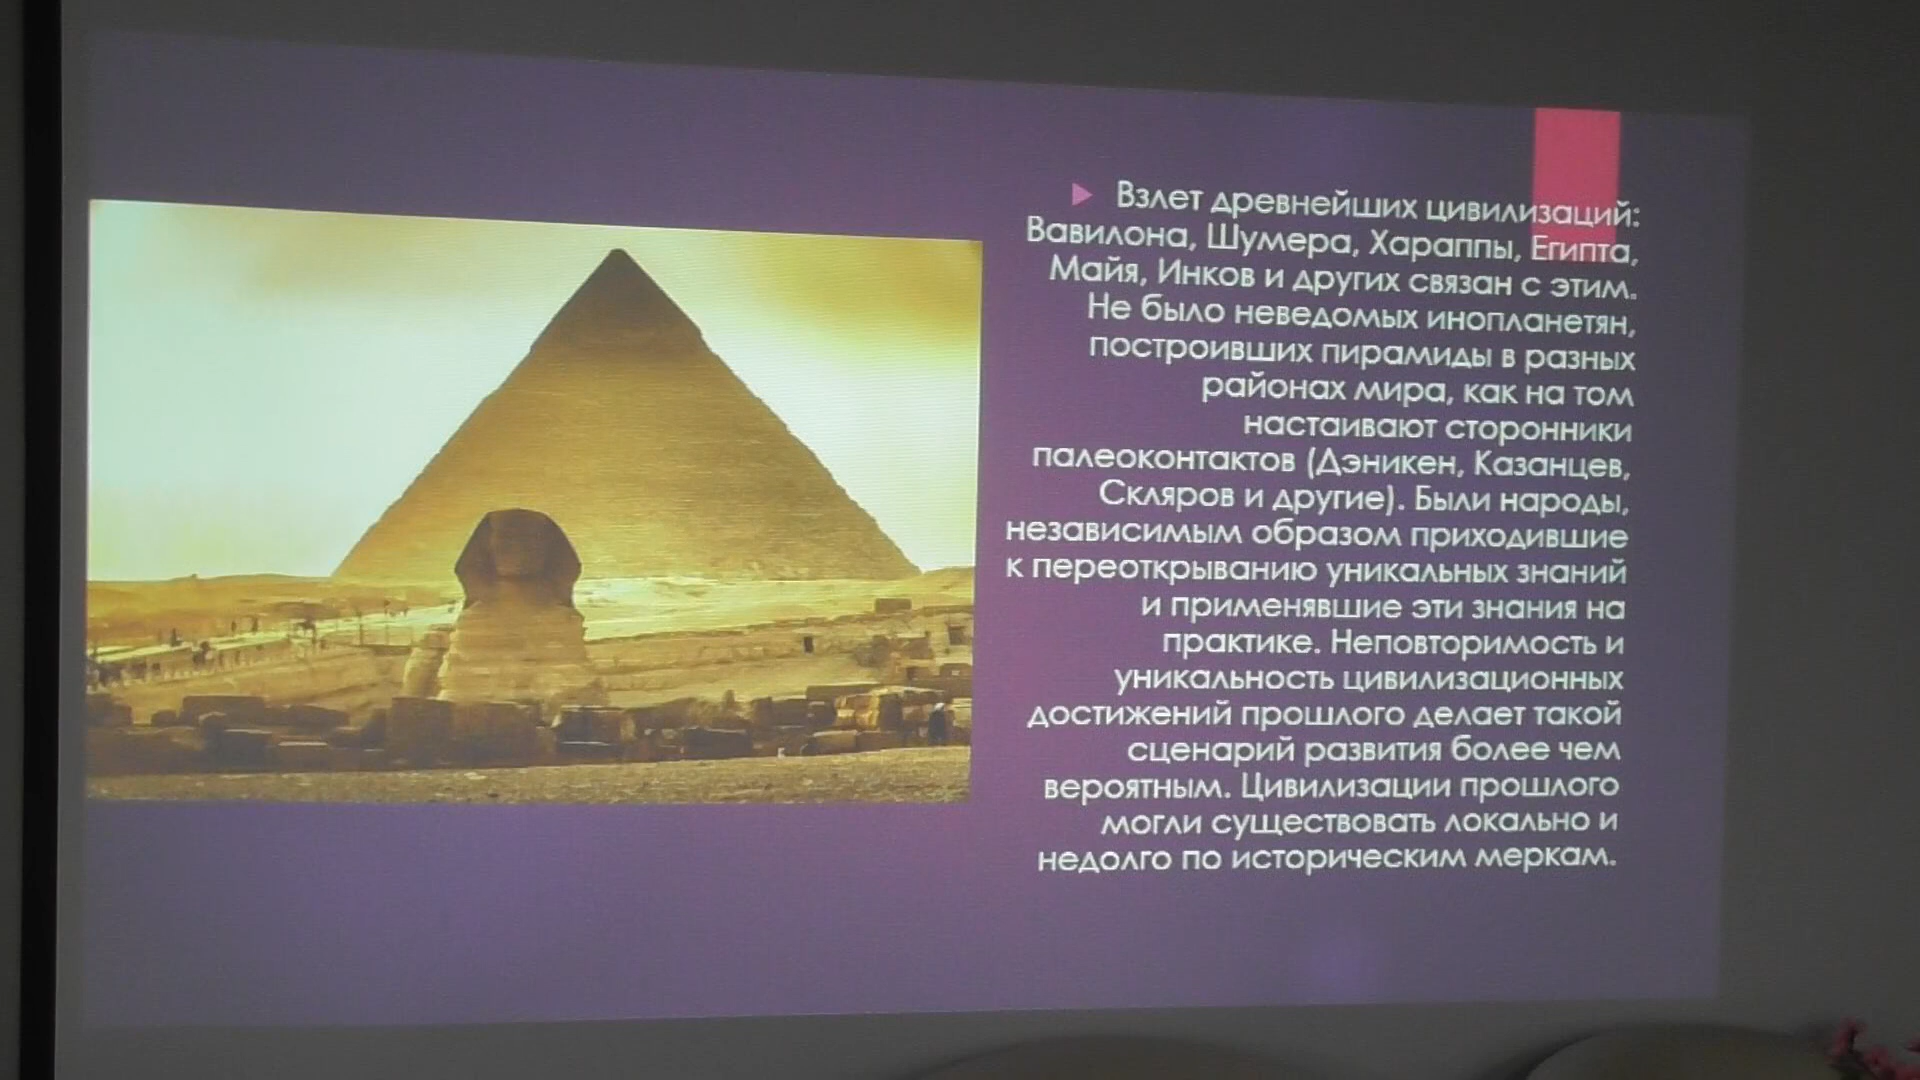 Взлет древнейших цивилизаций:
Вавилона, Шумера, Хараппы, Египта,
Майя, Инков и других связан с этим.
Не было неведомых инопланетян,
построивших пирамиды в разных
районах мира, как на том
настаивают сторонники
палеоконтактов (Дэникен, Казанцев,
Скляров и другие). Были народы,
независимым образом приходившие
к переоткрыванию уникальных знаний
и применявшие эти знания на
практике. Неповторимость и
уникальность цивилизационных
достижений прошлого делает такой
сценарий развития более чем
вероятным. Цивилизации прошлого
могли существовать локально и
недолго по историческим меркам.